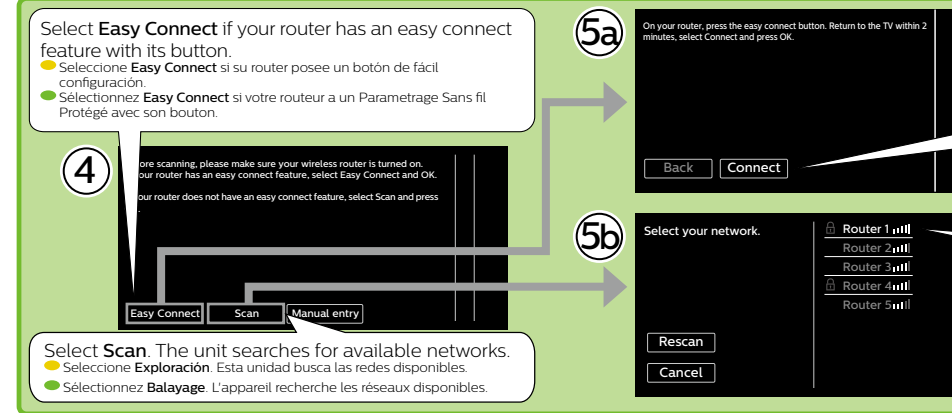 Select Easy Connect if your router has an easy connect
feature with its button.
Seleccione Easy Connect si su router posee un botón de fácil
configuración.
Sélectionnez Easy Connect si votre routeur a un Parametrage Sans fil
Protégé avec son bouton.
4
ore scanning, please make sure your wireless router is turned on.
our router has an easy connect feature, select Easy Connect and OK.
our router does not have an easy connect feature, select Scan and press
.
Easy Connect Scan Manual entry
Select Scan. The unit searches for available networks.
Seleccione Exploración. Esta unidad busca las redes disponibles.
Sélectionnez Balayage. L'appareil recherche les réseaux disponibles.
5a
On your router, press the easy connect button. Return to the TV within 2
minutes, select Connect and press OK.
Back Connect
5b
Select your network.
Router 1
Router 2
Router 3
Router 4
Router 5
Rescan
Cancel